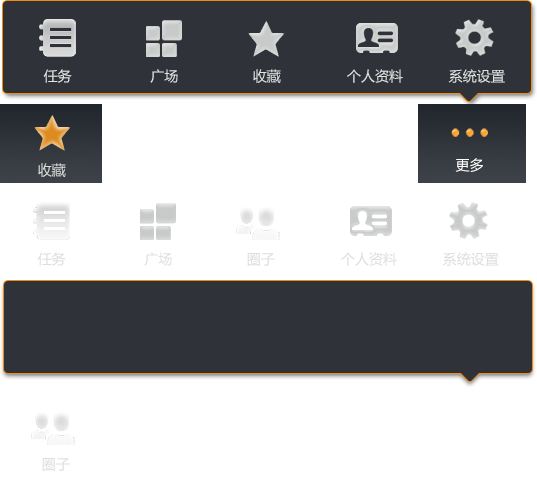 任务 广场 收藏 个人资料 系统设置
收藏 更多
任务 广场 圈子 个人资料 系统设置
圈子